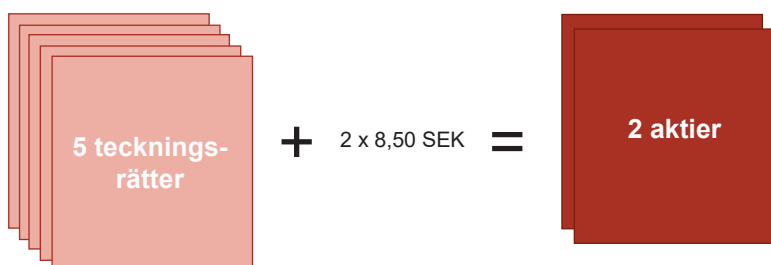 5 tecknings-
rätter
+
2 x 8,50 SEK
=
2 aktier